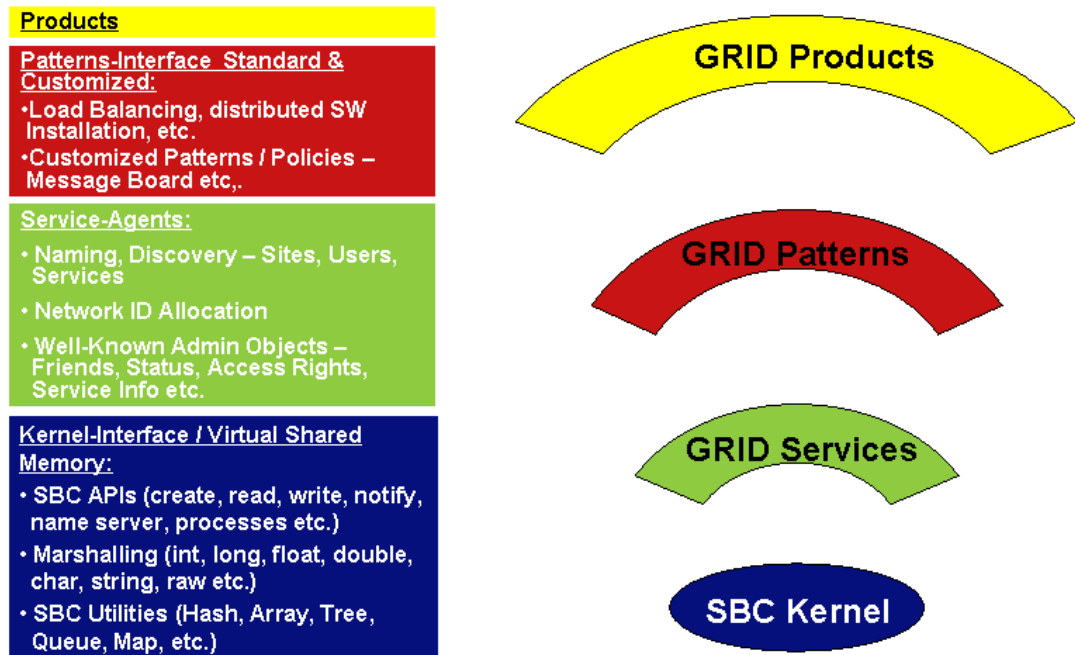 Products
Patterns-Interface Standard &
Customized:
•Load Balancing, distributed SW
Installation, etc.
•Customized Patterns / Policies –
Message Board etc,.
Service-Agents:
• Naming, Discovery – Sites, Users,
Services
• Network ID Allocation
• Well-Known Admin Objects –
Friends, Status, Access Rights,
Service Info etc.
Kernel-Interface / Virtual Shared
Memory:
• SBC APIs (create, read, write, notify,
name server, processes etc.)
• Marshalling (int, long, float, double,
char, string, raw etc.)
• SBC Utilities (Hash, Array, Tree,
Queue, Map, etc.)
GRID Products
GRID Patterns
GRID Services
SBC Kernel